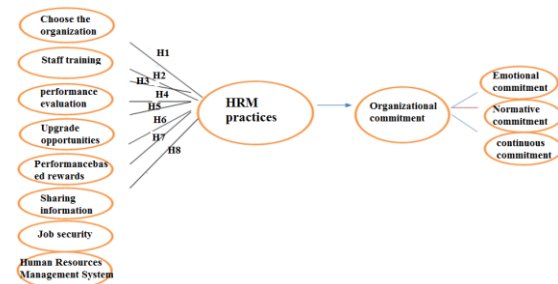 Choose the
organization
Staff training
performance
evaluation
Upgrade
opportunities
Performancebas
ed rewards
Sharing
information
Job security
Human Resources
Management System
H1
H2
H3
H4
H5
H6
H7
H8
HRM
practices
Organizational
commitment
Emotional
commitment
Normative
commitment
continuous
commitment